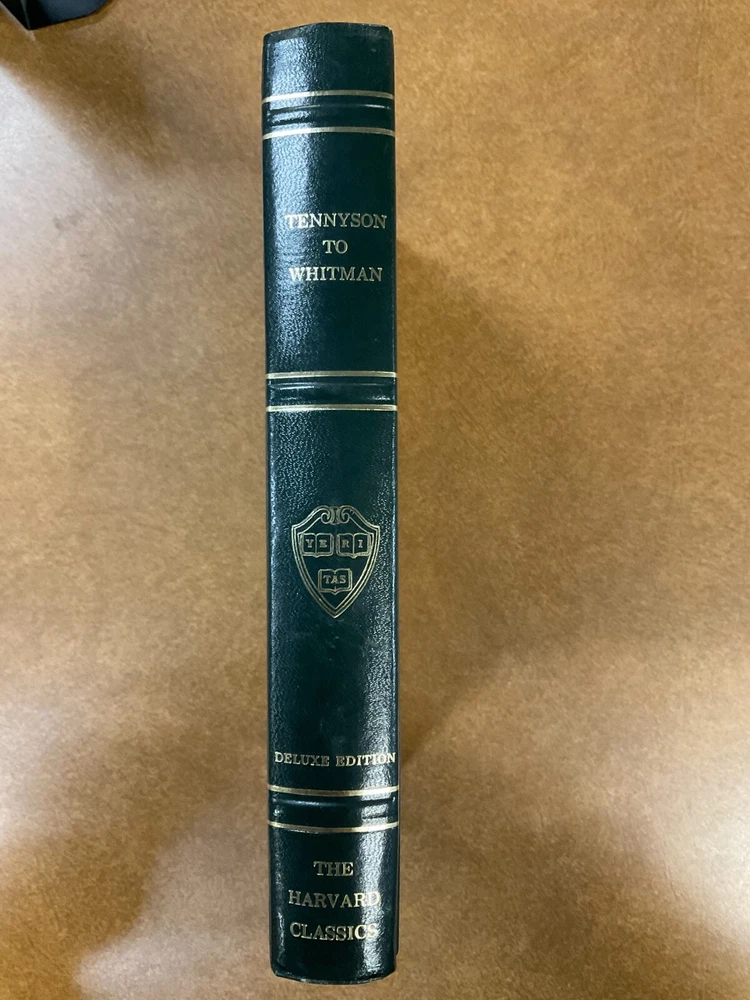 TENNYSON
TO
WHITMAN
VE RI
TAS
DELUXE EDITION
THE
HARVARD
CLASSICS